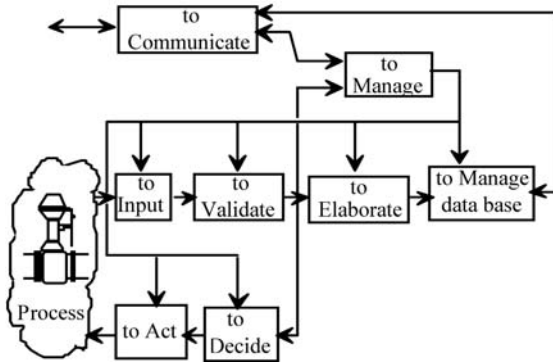 to
Communicate
to
Manage
to
Input
to
Validate
to
Elaborate
to Manage
data base
Process
to Act
to
Decide